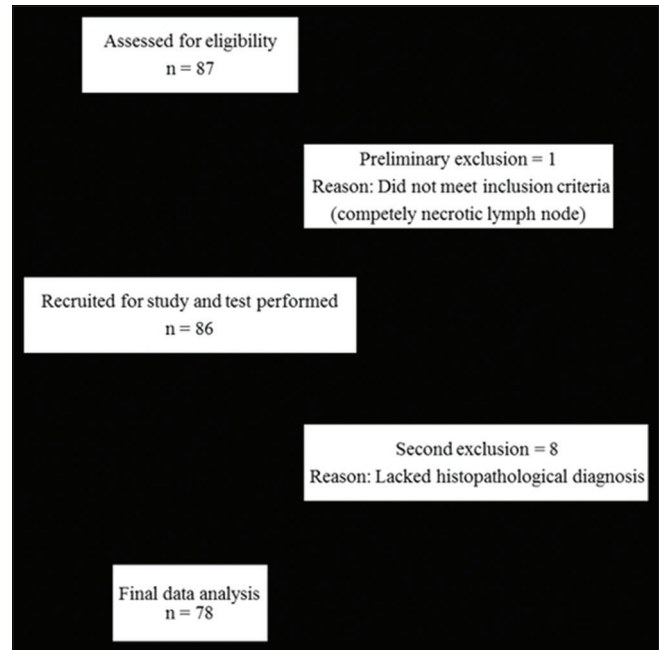 Assessed for eligibility
n = 87
Preliminary exclusion = 1
Reason: Did not meet inclusion criteria
(competely necrotic lymph node)
Recruited for study and test performed
n = 86
Second exclusion = 8
Reason: Lacked histopathological diagnosis
Final data analysis
n = 78